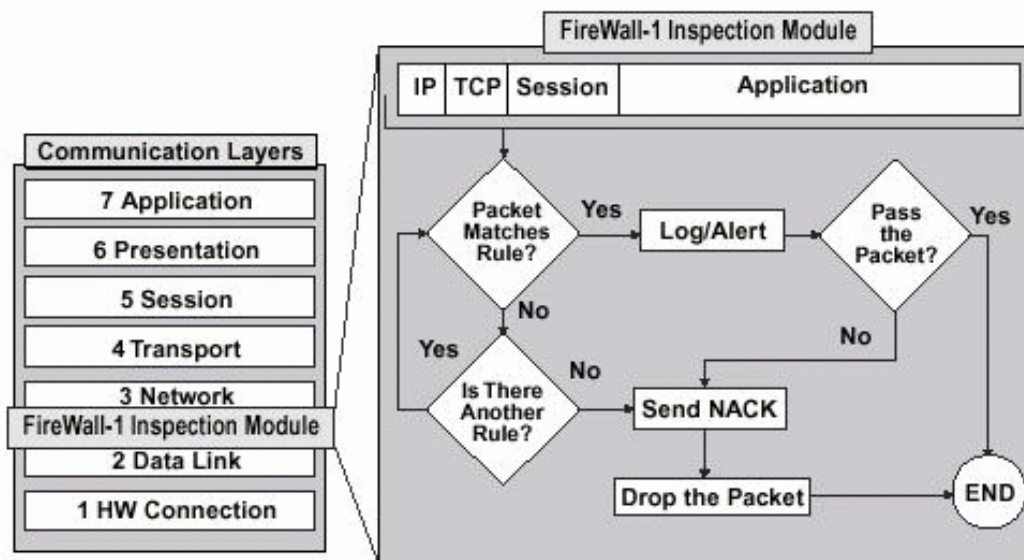 FireWall-1 Inspection Module
IP
TCP
Session
Application
Communication Layers
7 Application
6 Presentation
5 Session
4 Transport
3 Network
FireWall-1 Inspection Module
2 Data Link
1 HW Connection
Packet
Matches
Rule?
Yes
Log/Alert
Pass
the
Packet?
Yes
No
No
Yes
Is There
Another
Rule?
No
Send NACK
Drop the Packet
END